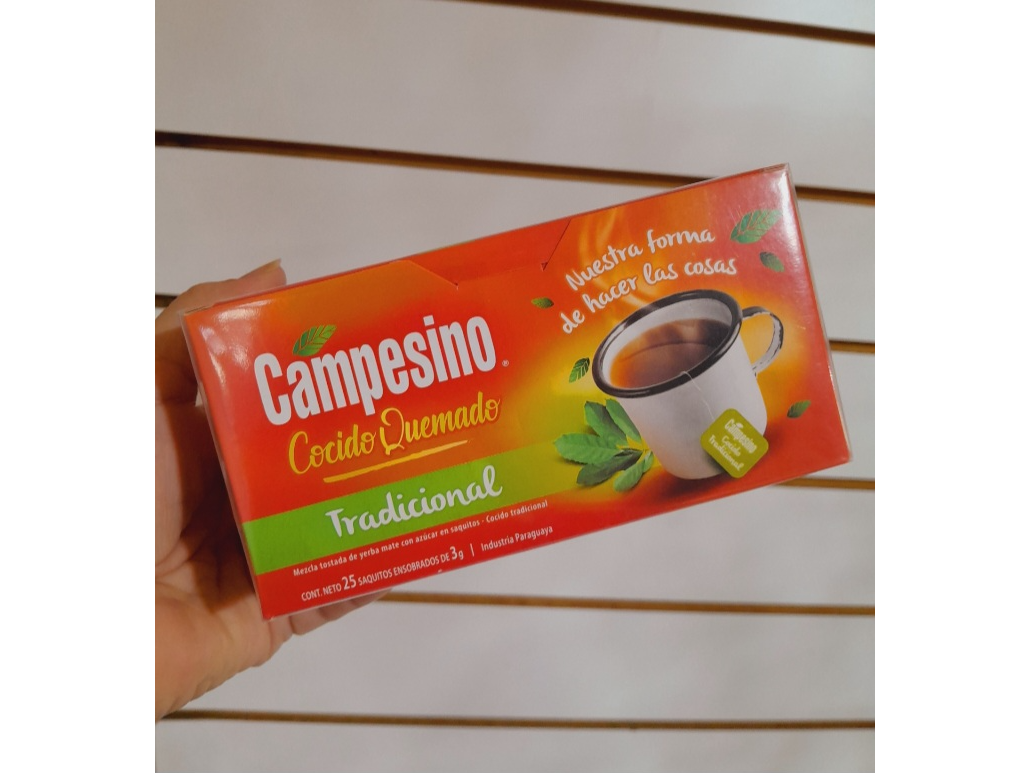 Nuestra forma
de hacer las cosas
Campesino
Cocido Quemado
Tradicional
Mezcla tostada de yerba mate con azúcar en saquitos - Cocido tradicional
CONT. NETO 25 SAQUITOS ENSOBRADOS DE 3g | Industria Paraguaya
Campesino
Cocido
Tradicional